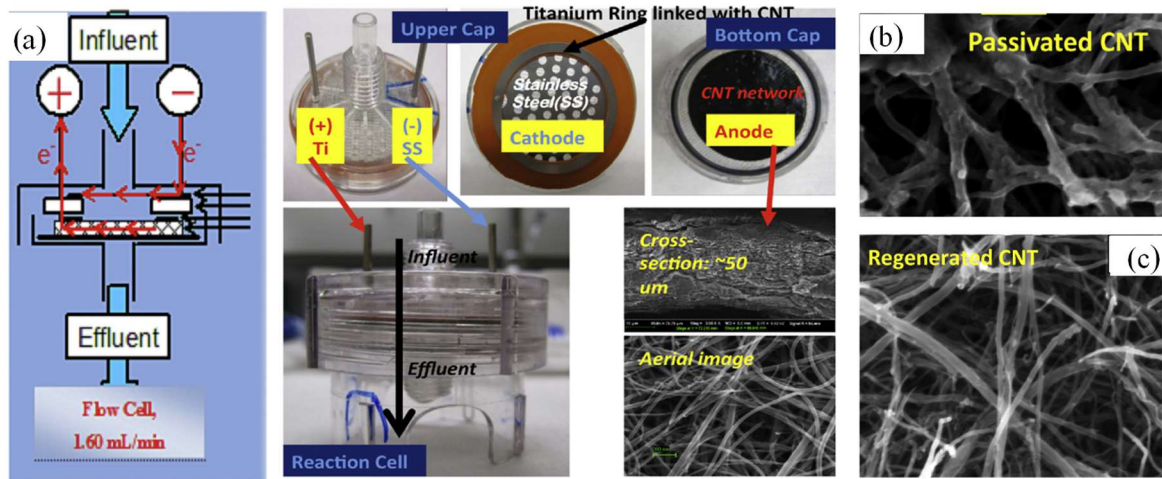 (a)
Influent
+
−
e-
e-
Effluent
Flow Cell,
1.60 mL/min
Upper Cap
(+)
Ti
(-)
SS
Titanium Ring linked with CNT
Stainless
Steel(SS)
Cathode
Bottom Cap
CNT network
Anode
Influent
Effluent
Reaction Cell
Cross-
section: ~50
um
Aerial image
(b)
Passivated CNT
Regenerated CNT
(c)